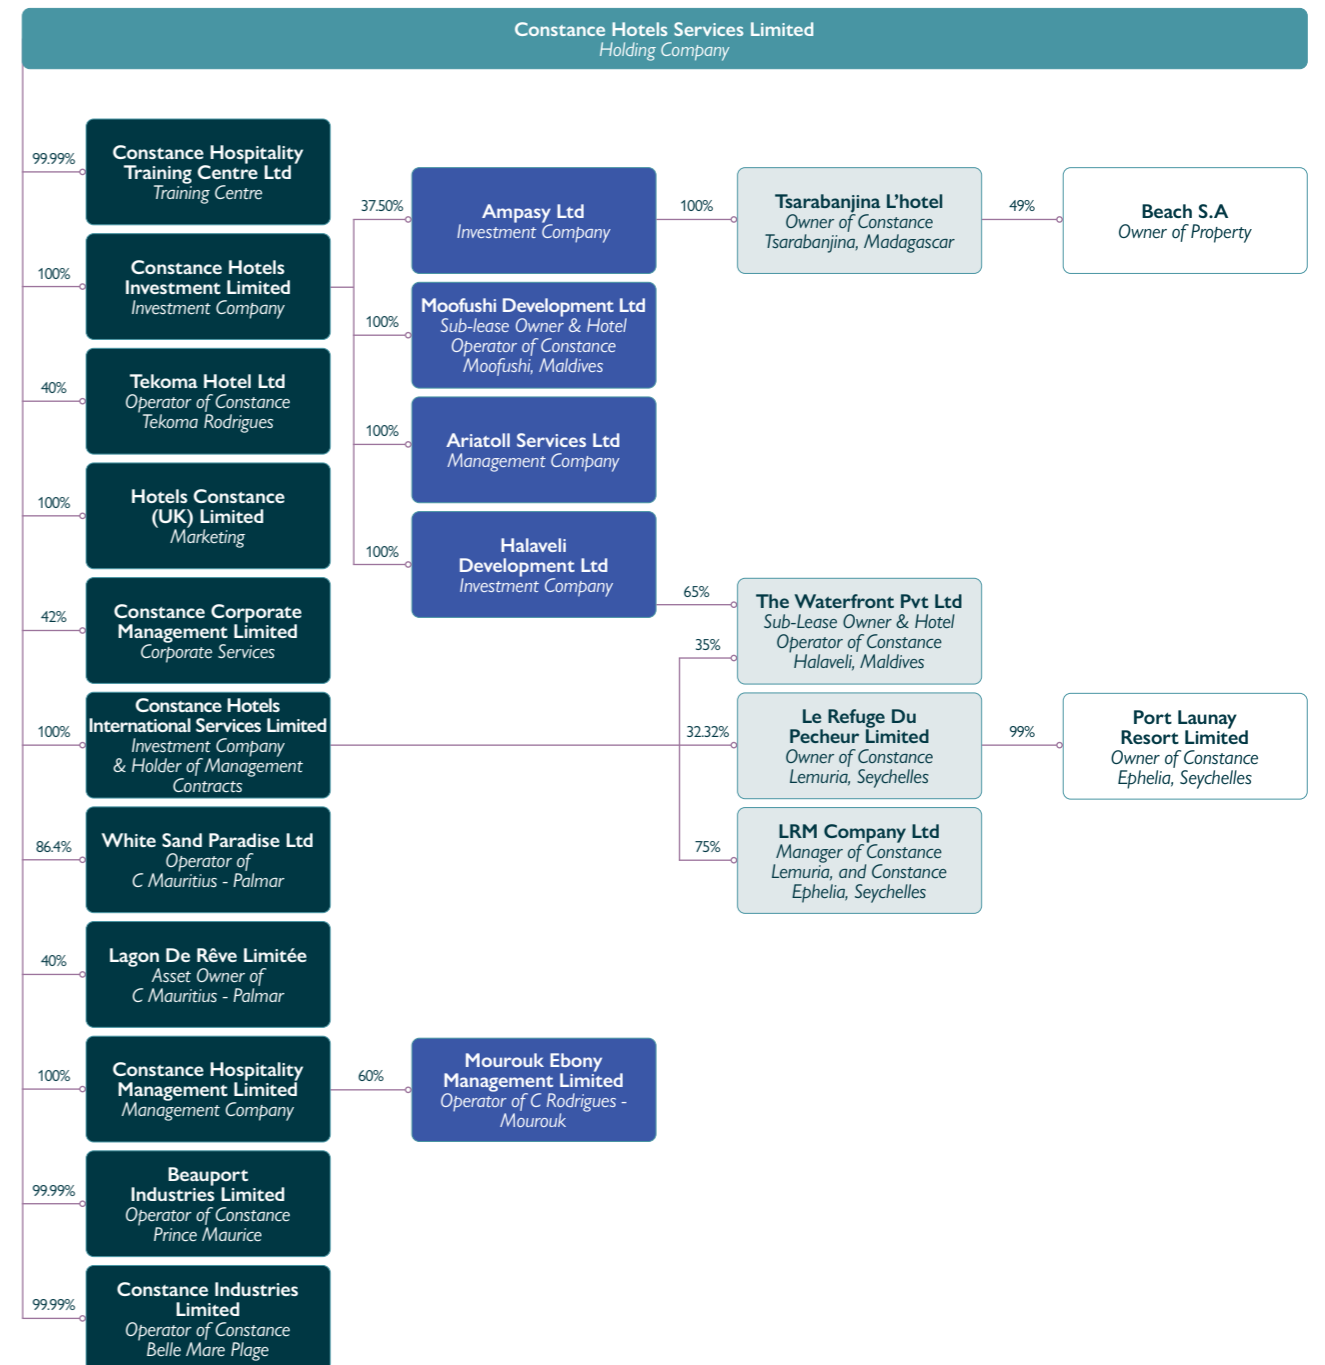 Constance Hotels Services Limited
Holding Company
99.99%
Constance Hospitality
Training Centre Ltd
Training Centre
100%
Constance Hotels
Investment Limited
Investment Company
37.50%
Ampasy Ltd
Investment Company
100%
Tsarabanjina L’hotel
Owner of Constance
Tsarabanjina, Madagascar
49%
Beach S.A
Owner of Property
100%
Moofushi Development Ltd
Sub-lease Owner & Hotel
Operator of Constance
Moofushi, Maldives
100%
Ariatoll Services Ltd
Management Company
100%
Halaveli
Development Ltd
Investment Company
65%
The Waterfront Pvt Ltd
Sub-Lease Owner & Hotel
Operator of Constance
Halaveli, Maldives
40%
Tekoma Hotel Ltd
Operator of Constance
Tekoma Rodrigues
100%
Hotels Constance
(UK) Limited
Marketing
42%
Constance Corporate
Management Limited
Corporate Services
100%
Constance Hotels
International Services Limited
Investment Company
& Holder of Management
Contracts
35%
32.32%
Le Refuge Du
Pecheur Limited
Owner of Constance
Lemuria, Seychelles
99%
Port Launay
Resort Limited
Owner of Constance
Ephelia, Seychelles
75%
LRM Company Ltd
Manager of Constance
Lemuria, and Constance
Ephelia, Seychelles
86.4%
White Sand Paradise Ltd
Operator of
C Mauritius - Palmar
40%
Lagon De Rêve Limitée
Asset Owner of
C Mauritius - Palmar
100%
Constance Hospitality
Management Limited
Management Company
60%
Mourouk Ebony
Management Limited
Operator of C Rodrigues -
Mourouk
99.99%
Beauport
Industries Limited
Operator of Constance
Prince Maurice
99.99%
Constance Industries
Limited
Operator of Constance
Belle Mare Plage